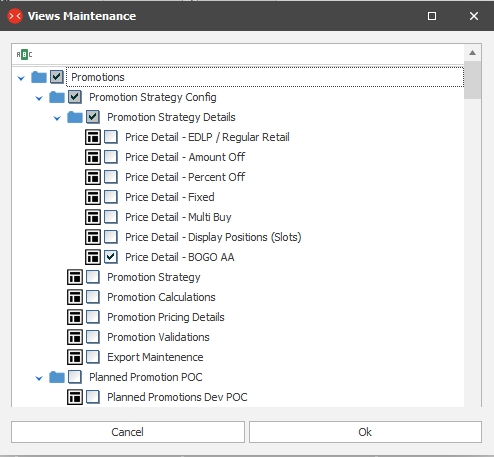 Views Maintenance
ABC
Promotions
Promotion Strategy Config
Promotion Strategy Details
Price Detail - EDLP / Regular Retail
Price Detail - Amount Off
Price Detail - Percent Off
Price Detail - Fixed
Price Detail - Multi Buy
Price Detail - Display Positions (Slots)
Price Detail - BOGO AA
Promotion Strategy
Promotion Calculations
Promotion Pricing Details
Promotion Validations
Export Maintenence
Planned Promotion POC
Planned Promotions Dev POC
Cancel Ok